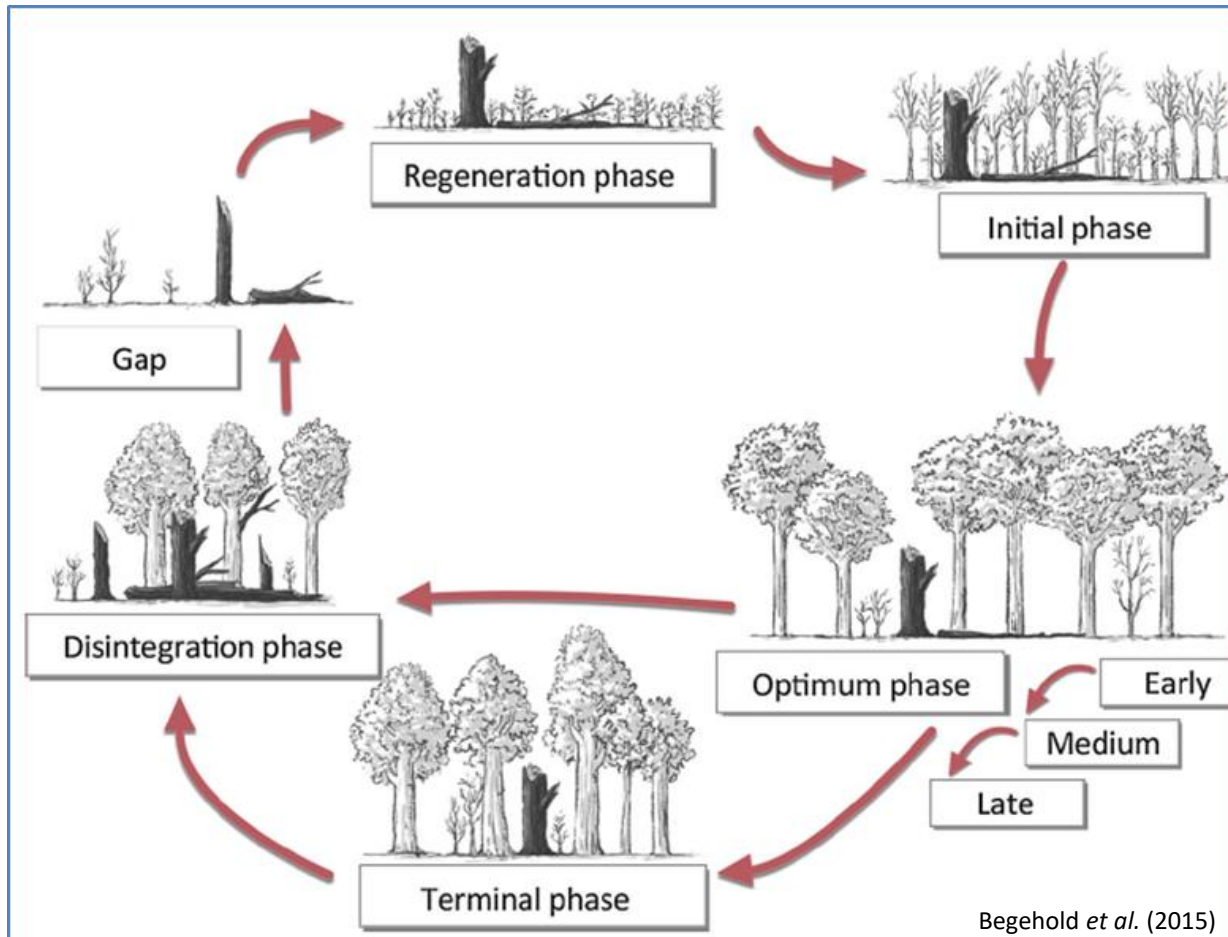 Regeneration phase
Initial phase
Gap
Disintegration phase
Optimum phase
Early
Medium
Late
Terminal phase
Begehold et al. (2015)